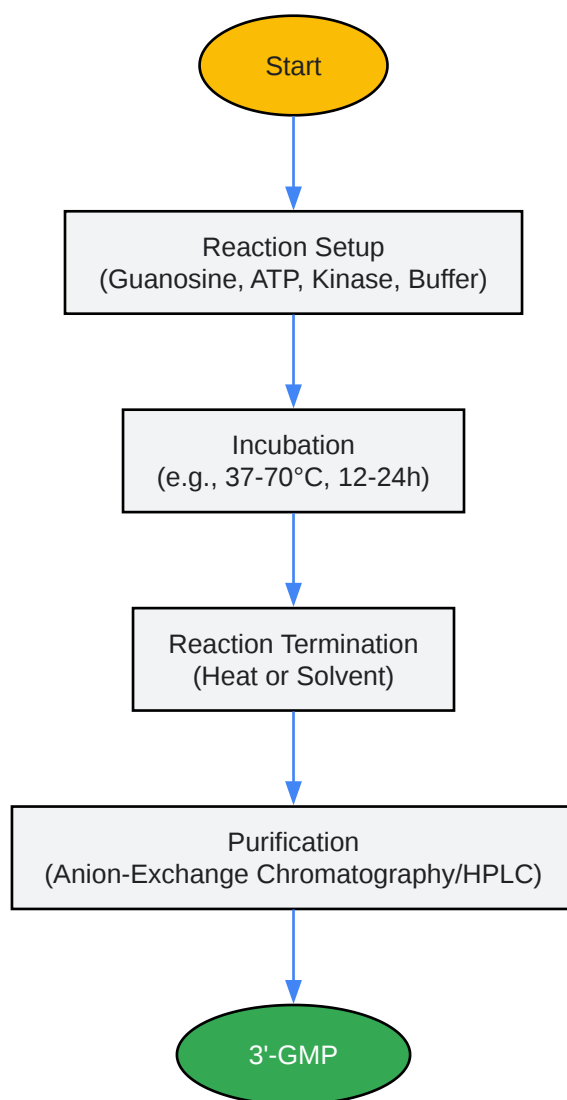 Start
Reaction Setup
(Guanosine, ATP, Kinase, Buffer)
Incubation
(e.g., 37-70°C, 12-24h)
Reaction Termination
(Heat or Solvent)
Purification
(Anion-Exchange Chromatography/HPLC)
3'-GMP